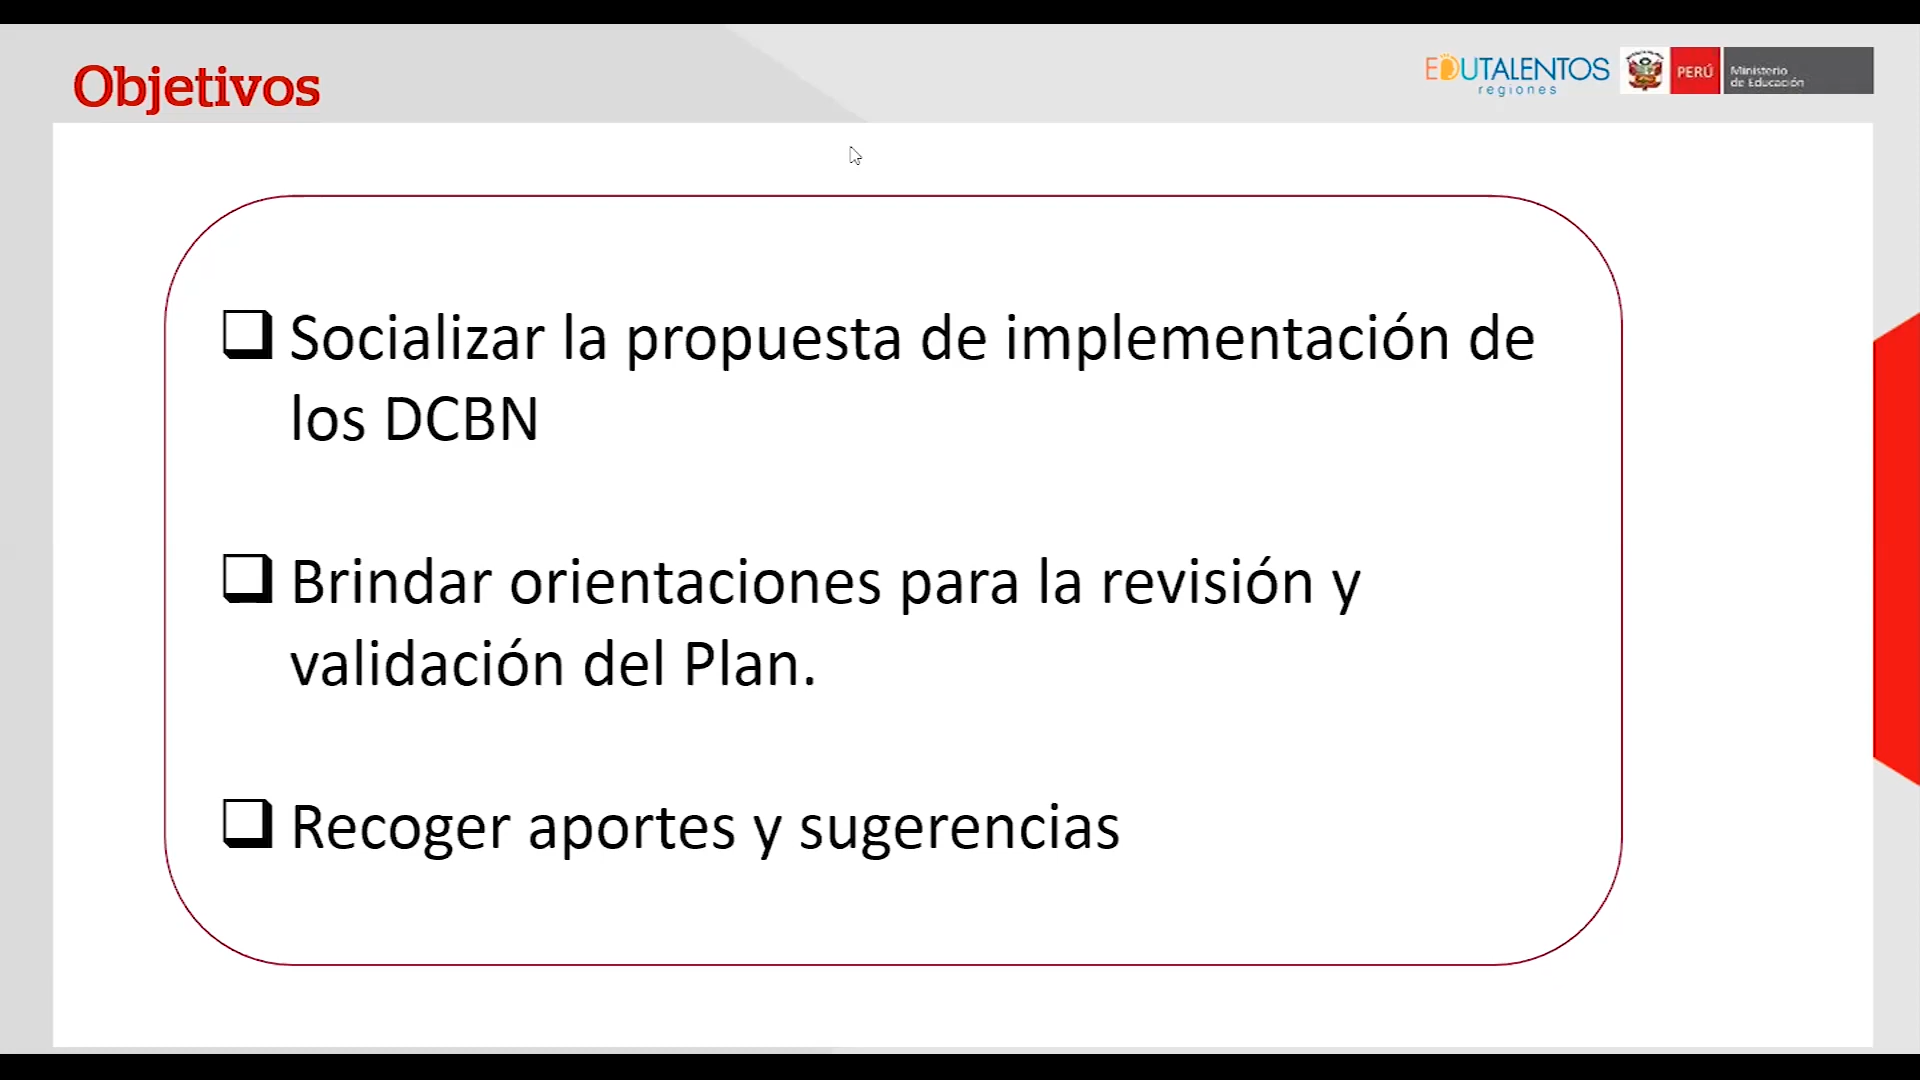 Objetivos
EDUTALENTOS
regiones
PERÚ
Ministerio
de Educación
❑ Socializar la propuesta de implementación de
los DCBN
❑ Brindar orientaciones para la revisión y
validación del Plan.
❑ Recoger aportes y sugerencias